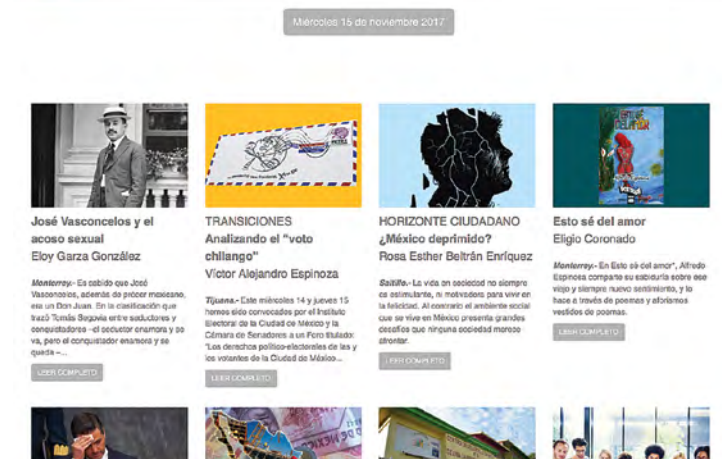 Miércoles 15 de noviembre 2017
José Vasconcelos y el
acoso sexual
Eloy Garza González
Monterrey.- Es sabido que José
Vasconcelos, además de prócer mexicano,
era un Don Juan. En la clasificación que
trazó Tomás Segovia entre seductores y
conquistadores –el seductor enamora y se
va, pero el conquistador enamora y se
queda –...
LEER COMPLETO
TRANSICIONES
Analizando el "voto
chilango"
Víctor Alejandro Espinoza
Tijuana.- Este miércoles 14 y jueves 15
hemos sido convocados por el Instituto
Electoral de la Ciudad de México y la
Cámara de Senadores a un Foro titulado:
"Los derechos político-electorales de las y
los votantes de la Ciudad de México...
LEER COMPLETO
HORIZONTE CIUDADANO
¿México deprimido?
Rosa Esther Beltrán Enríquez
Saltillo.- La vida en sociedad no siempre
es estimulante, ni motivadora para vivir en
la felicidad. Al contrario el ambiente social
que se vive en México presenta grandes
desafíos que ninguna sociedad merece
afrontar.
LEER COMPLETO
Esto sé del amor
Eligio Coronado
Monterrey.- En Esto sé del amor", Alfredo
Espinosa comparte su sabiduría sobre ese
viejo y siempre nuevo sentimiento, y lo
hace a través de poemas y aforismos
vestidos de poemas.
LEER COMPLETO